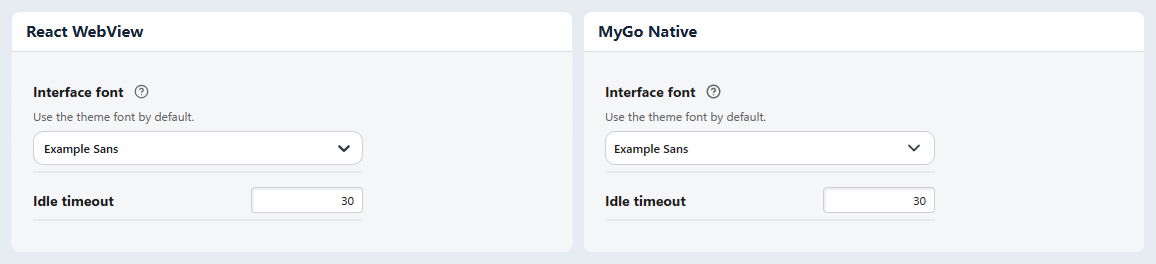 React WebView
Interface font
Use the theme font by default.
Example Sans
Idle timeout 30
MyGo Native
Interface font
Use the theme font by default.
Example Sans
Idle timeout 30